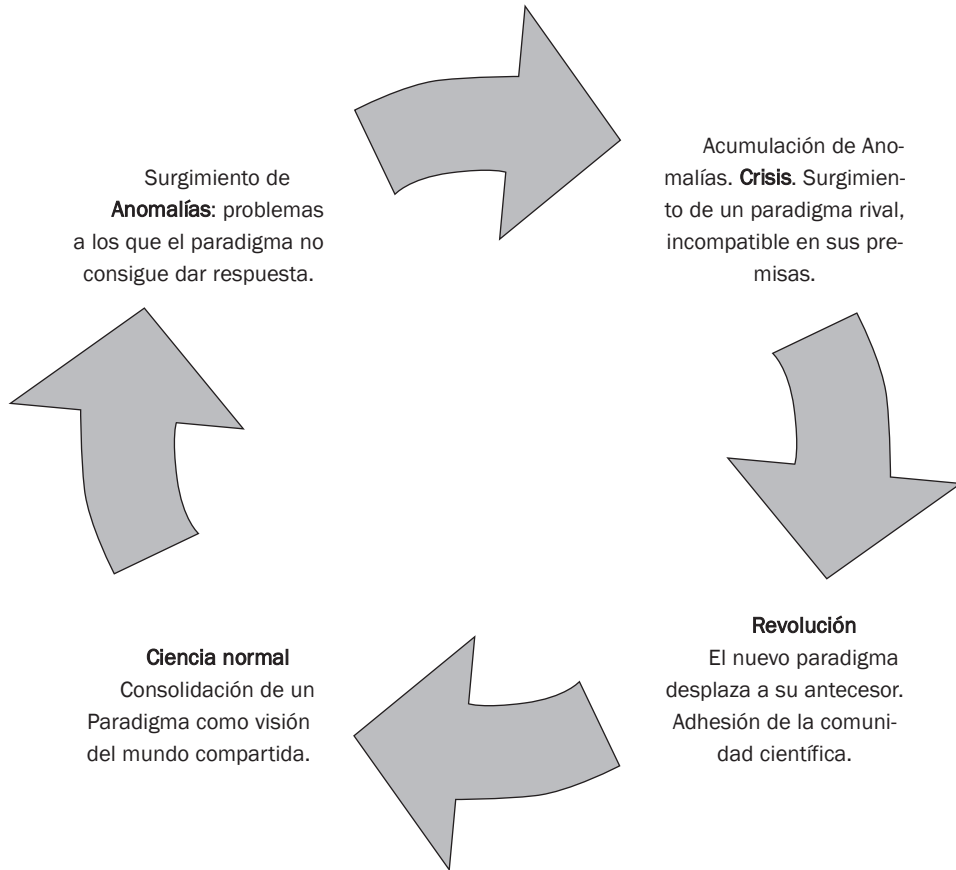 Surgimiento de
Anomalías: problemas
a los que el paradigma no
consigue dar respuesta.
Acumulación de Ano-
malías. Crisis. Surgimien-
to de un paradigma rival,
incompatible en sus pre-
misas.
Revolución
El nuevo paradigma
desplaza a su antecesor.
Adhesión de la comuni-
dad científica.
Ciencia normal
Consolidación de un
Paradigma como visión
del mundo compartida.